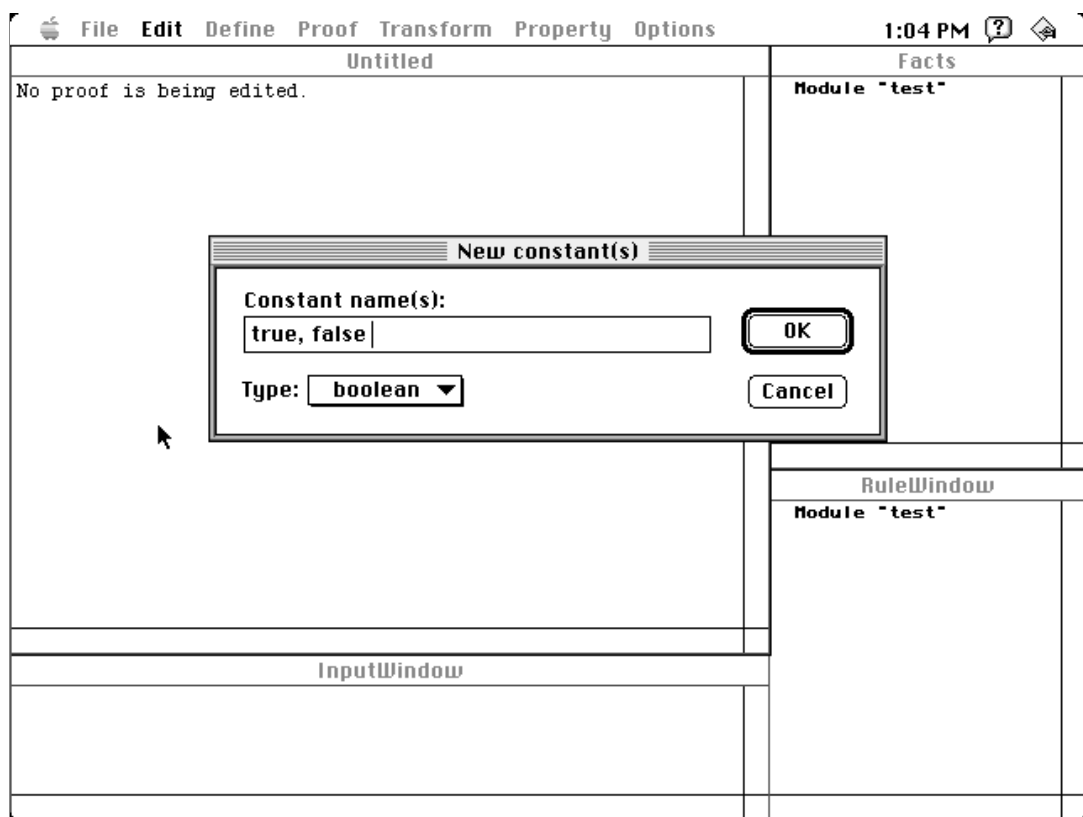 File Edit Define Proof Transform Property Options 1:04 PM
Untitled
No proof is being edited.
Facts
Module "test"
New constant(s)
Constant name(s):
true, false
OK
Type: boolean
Cancel
RuleWindow
Module "test"
InputWindow